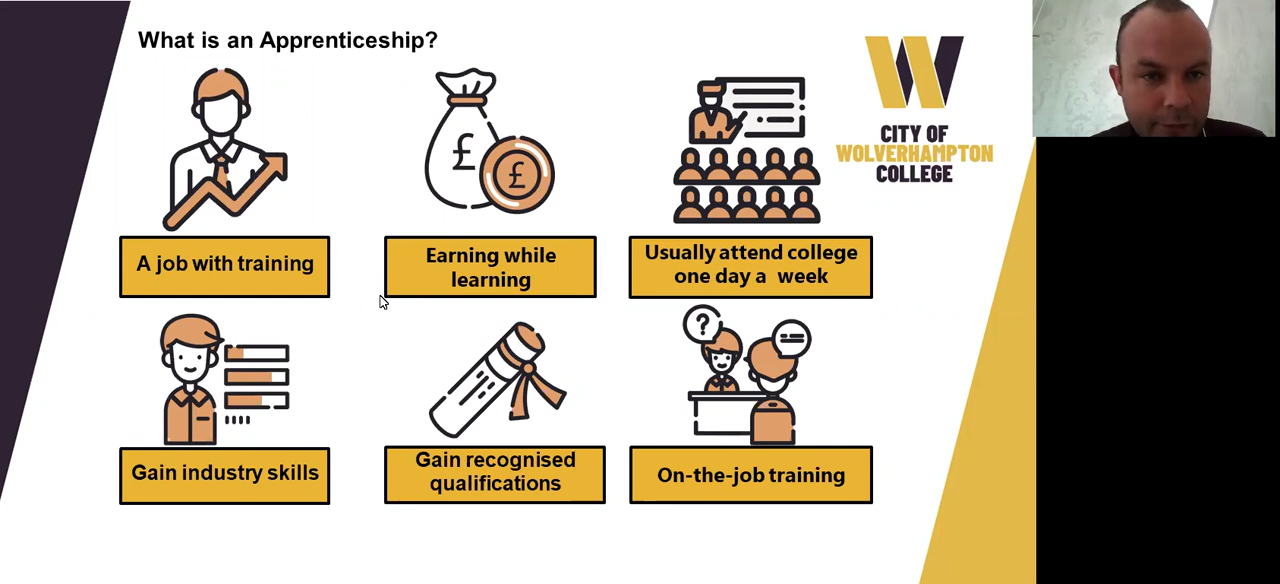 What is an Apprenticeship?
CITY OF
WOLVERHAMPTON
COLLEGE
£
£
A job with training
Earning while
learning
Usually attend college
one day a  week
?
Gain industry skills
Gain recognised
qualifications
On-the-job training